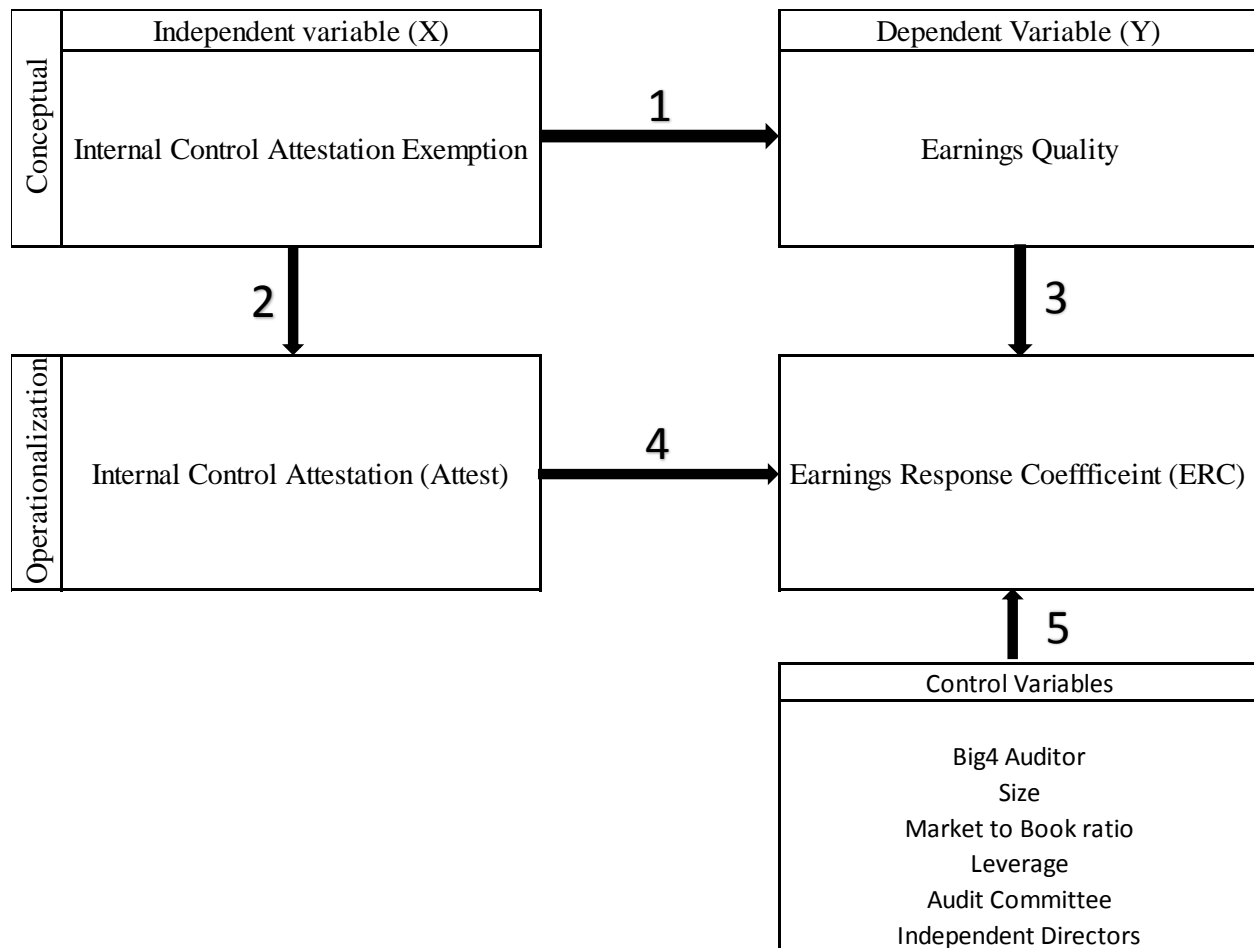 Independent variable (X)
Dependent Variable (Y)
Conceptual
Internal Control Attestation Exemption
1
Earnings Quality
2
3
Operationalization
Internal Control Attestation (Attest)
4
Earnings Response Coeffficeint (ERC)
5
Control Variables
Big4 Auditor
Size
Market to Book ratio
Leverage
Audit Committee
Independent Directors